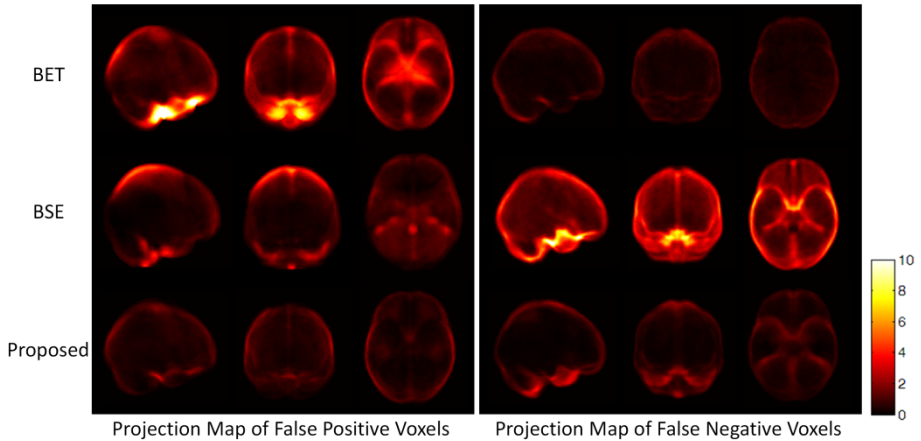 BET
BSE
Proposed
10
8
6
4
2
0
Projection Map of False Positive Voxels
Projection Map of False Negative Voxels